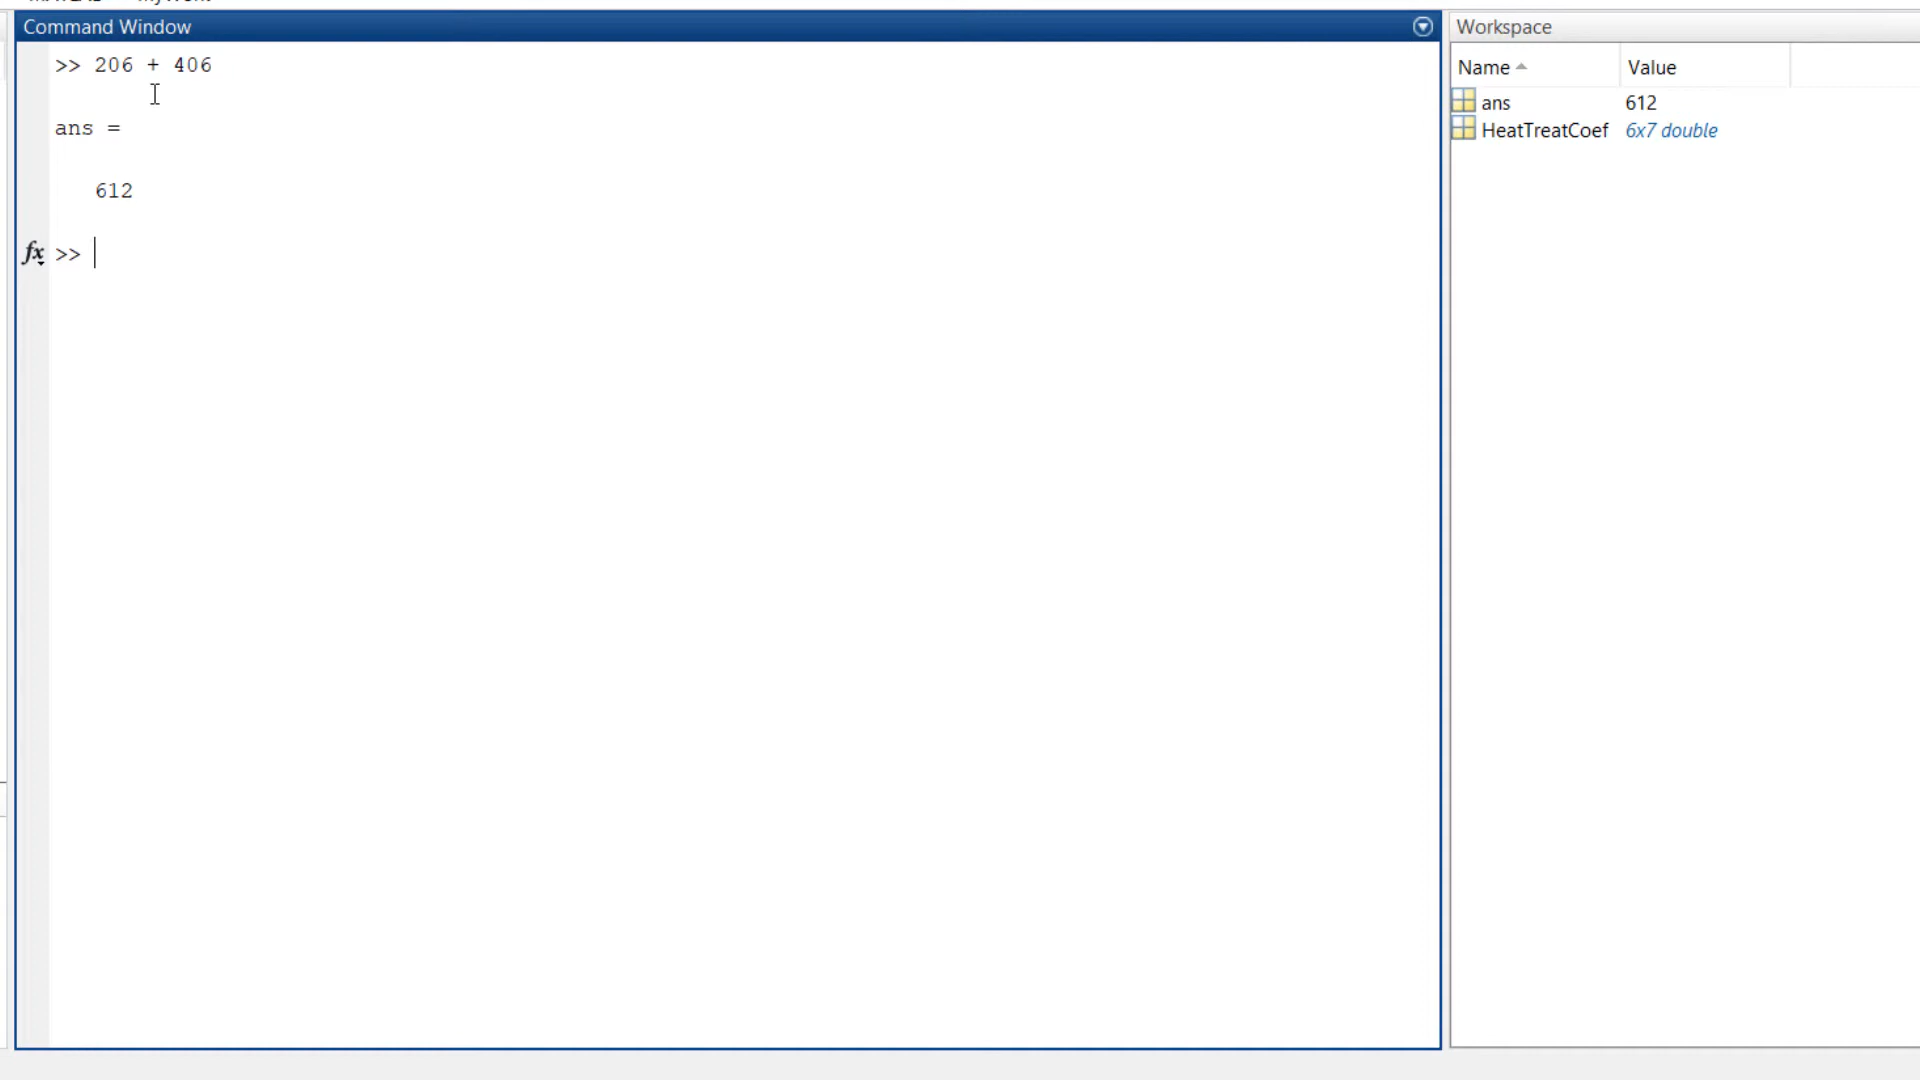 Command Window
>> 206 + 406
ans =
612
fx >>
Workspace
Name Value
ans 612
HeatTreatCoef 6x7 double